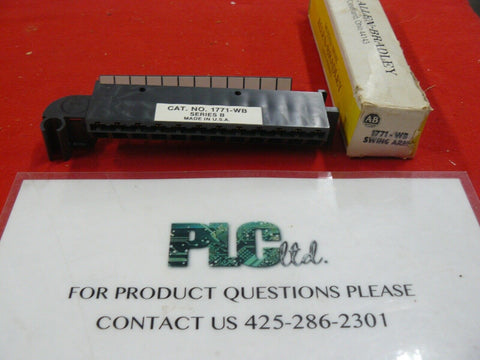 ALLEN-BRADLEY
CAT. NO. 1771-WB
SERIES B
MADE IN U.S.A.
AB
1771-WB
SWING ARM
PLC ltd.
FOR PRODUCT QUESTIONS PLEASE
CONTACT US 425-286-2301